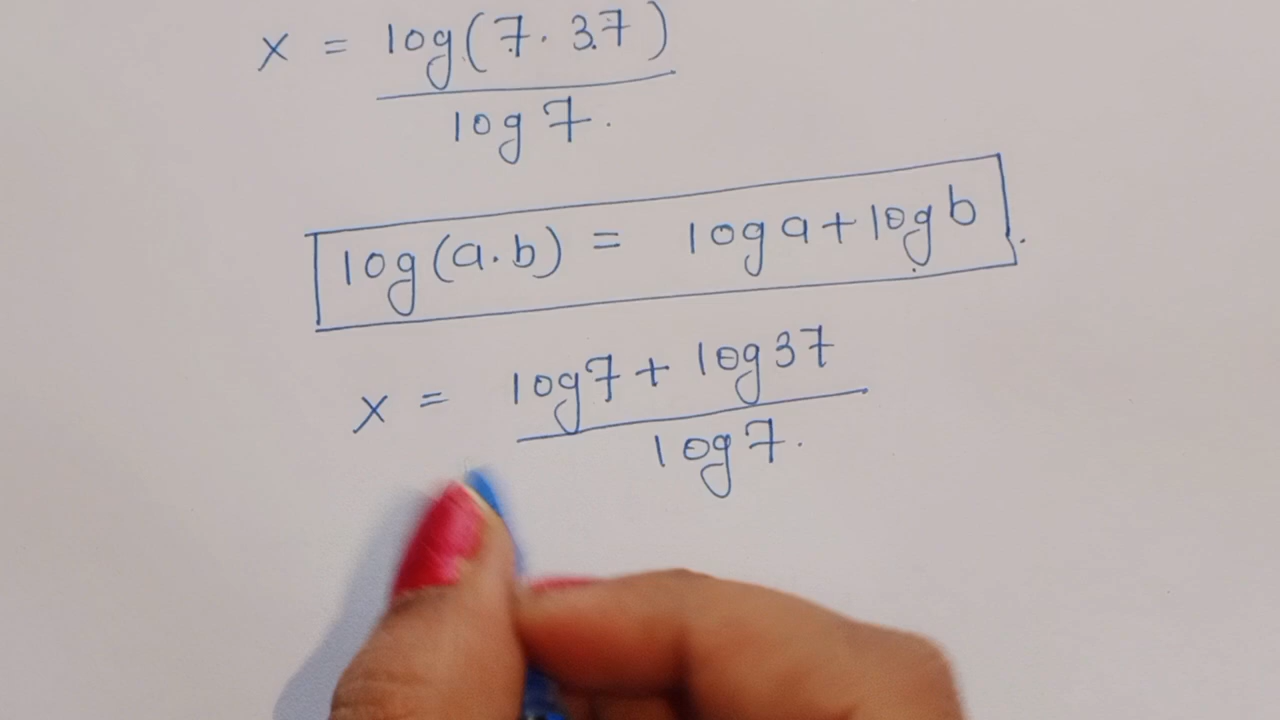 x = log(7.37)
log 7.
log(a.b) = log a + log b.
x = log7 + log37
log7.